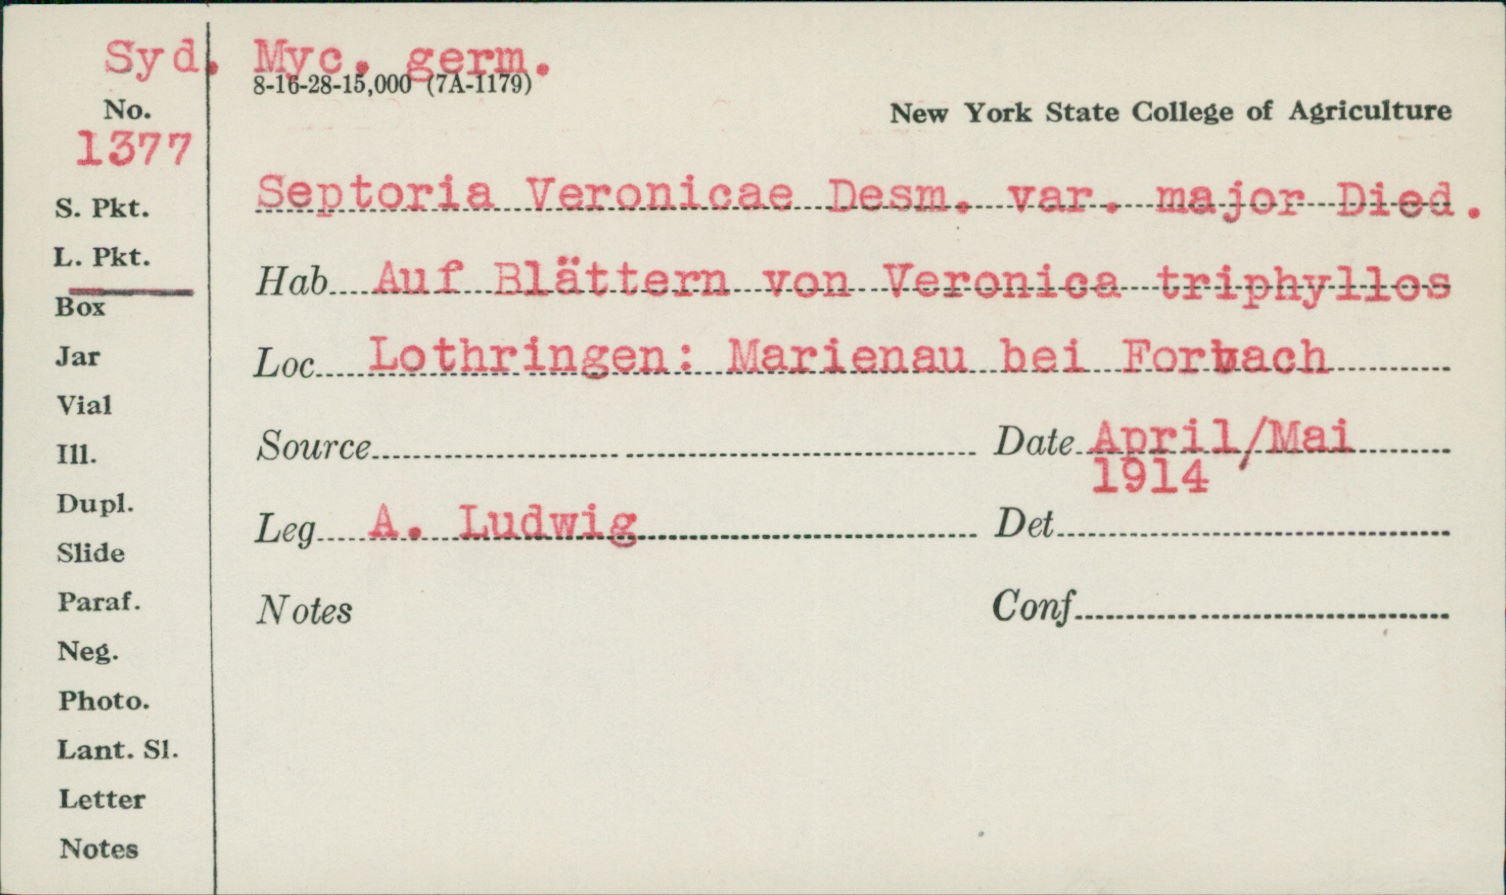 Syd. Myc. germ.
8-16-28-15,000 (7A-1179)
No.
New York State College of Agriculture
1377
Septoria Veronicae Desm. var. major Died.
S. Pkt.
L. Pkt.
Hab Auf Blättern von Veronica triphyllos
Box
Jar
Loc Lothringen: Marienau bei Forbach
Vial
Source Date April/Mai
Ill.
1914
Dupl.
Leg A. Ludwig Det
Slide
Paraf.
Notes Conf
Neg.
Photo.
Lant. Sl.
Letter
Notes